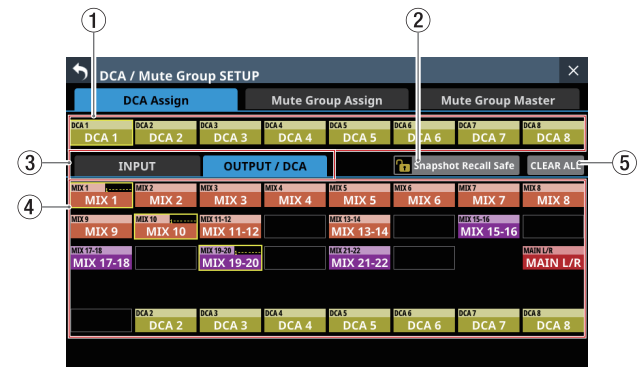 ① ②
DCA / Mute Group SETUP ×
DCA Assign Mute Group Assign Mute Group Master
DCA 1 DCA 2 DCA 3 DCA 4 DCA 5 DCA 6 DCA 7 DCA 8
DCA 1 DCA 2 DCA 3 DCA 4 DCA 5 DCA 6 DCA 7 DCA 8
③ INPUT OUTPUT / DCA Snapshot Recall Safe CLEAR ALL ⑤
④ MIX 1 MIX 2 MIX 3 MIX 4 MIX 5 MIX 6 MIX 7 MIX 8
MIX 1 MIX 2 MIX 3 MIX 4 MIX 5 MIX 6 MIX 7 MIX 8
MIX 9 MIX 10 MIX 11-12 MIX 13-14 MIX 15-16
MIX 9 MIX 10 MIX 11-12 MIX 13-14 MIX 15-16
MIX 17-18 MIX 19-20 MIX 21-22 MAIN L/R
MIX 17-18 MIX 19-20 MIX 21-22 MAIN L/R
DCA 2 DCA 3 DCA 4 DCA 5 DCA 6 DCA 7 DCA 8
DCA 2 DCA 3 DCA 4 DCA 5 DCA 6 DCA 7 DCA 8